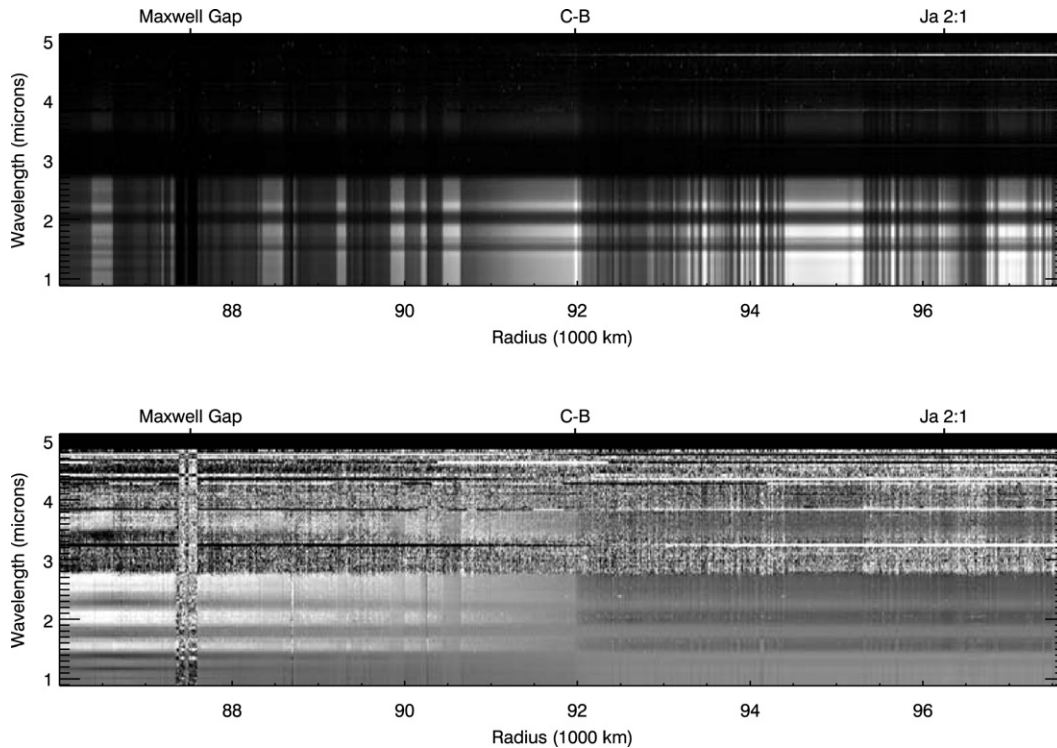 Maxwell Gap C-B Ja 2:1
5
4
3
2
1
Wavelength (microns)
88 90 92 94 96
Radius (1000 km)
Maxwell Gap C-B Ja 2:1
5
4
3
2
1
Wavelength (microns)
88 90 92 94 96
Radius (1000 km)